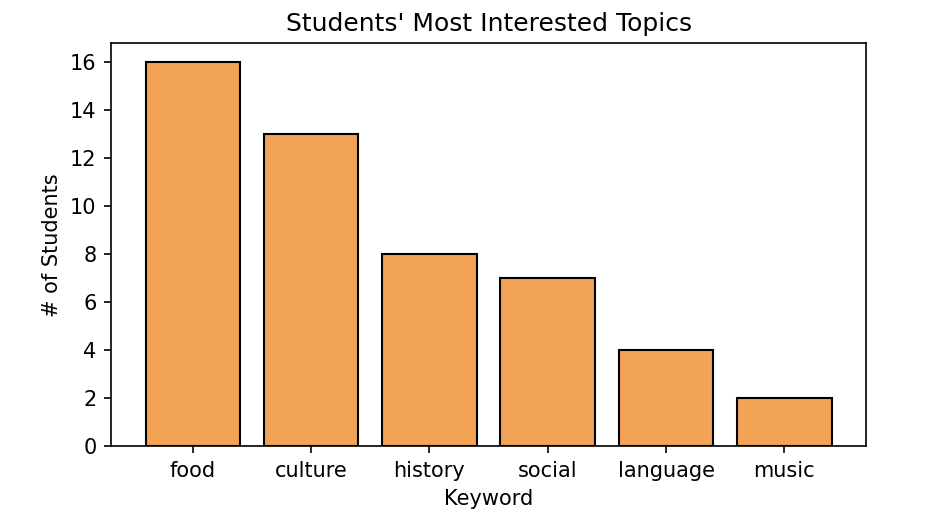 Students' Most Interested Topics
# of Students
16
14
12
10
8
6
4
2
0
food culture history social language music
Keyword